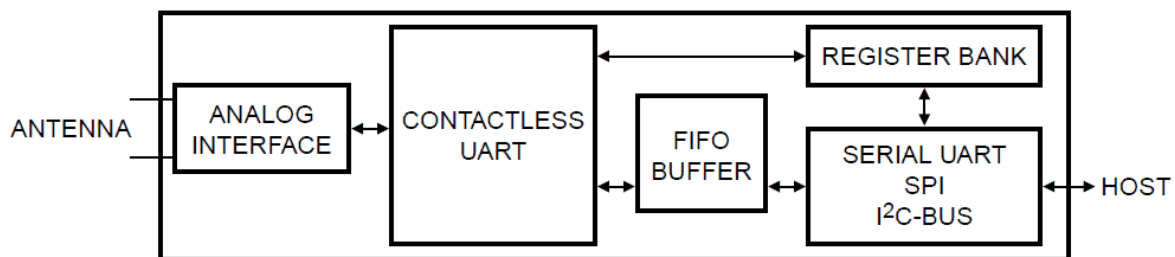 ANTENNA
ANALOG
INTERFACE
CONTACTLESS
UART
FIFO
BUFFER
REGISTER BANK
SERIAL UART
SPI
I²C-BUS
HOST